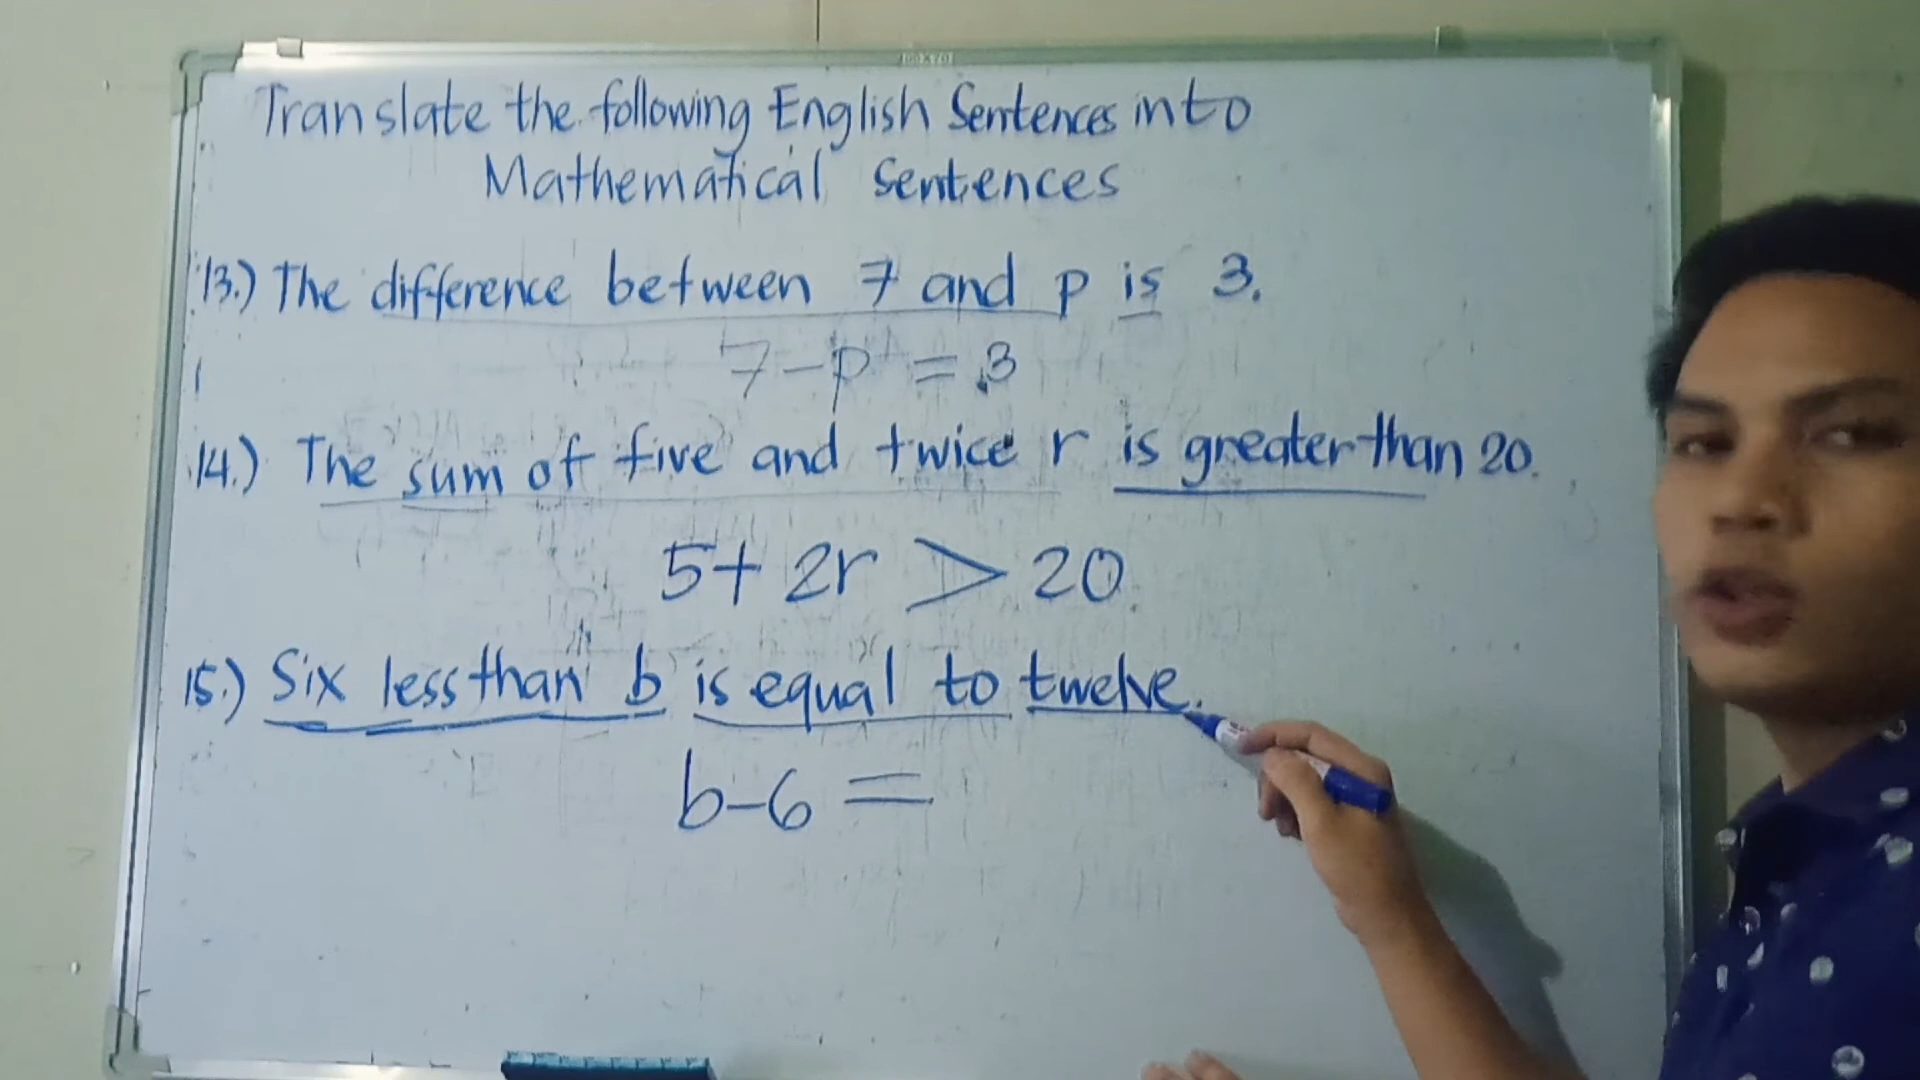 Translate the following English Sentences into
Mathematical Sentences
13.) The difference between 7 and p is 3.
7-p = 3
14.) The sum of five and twice r is greater than 20.
5+ 2r > 20
15.) Six less than b is equal to twelve.
b-6 =